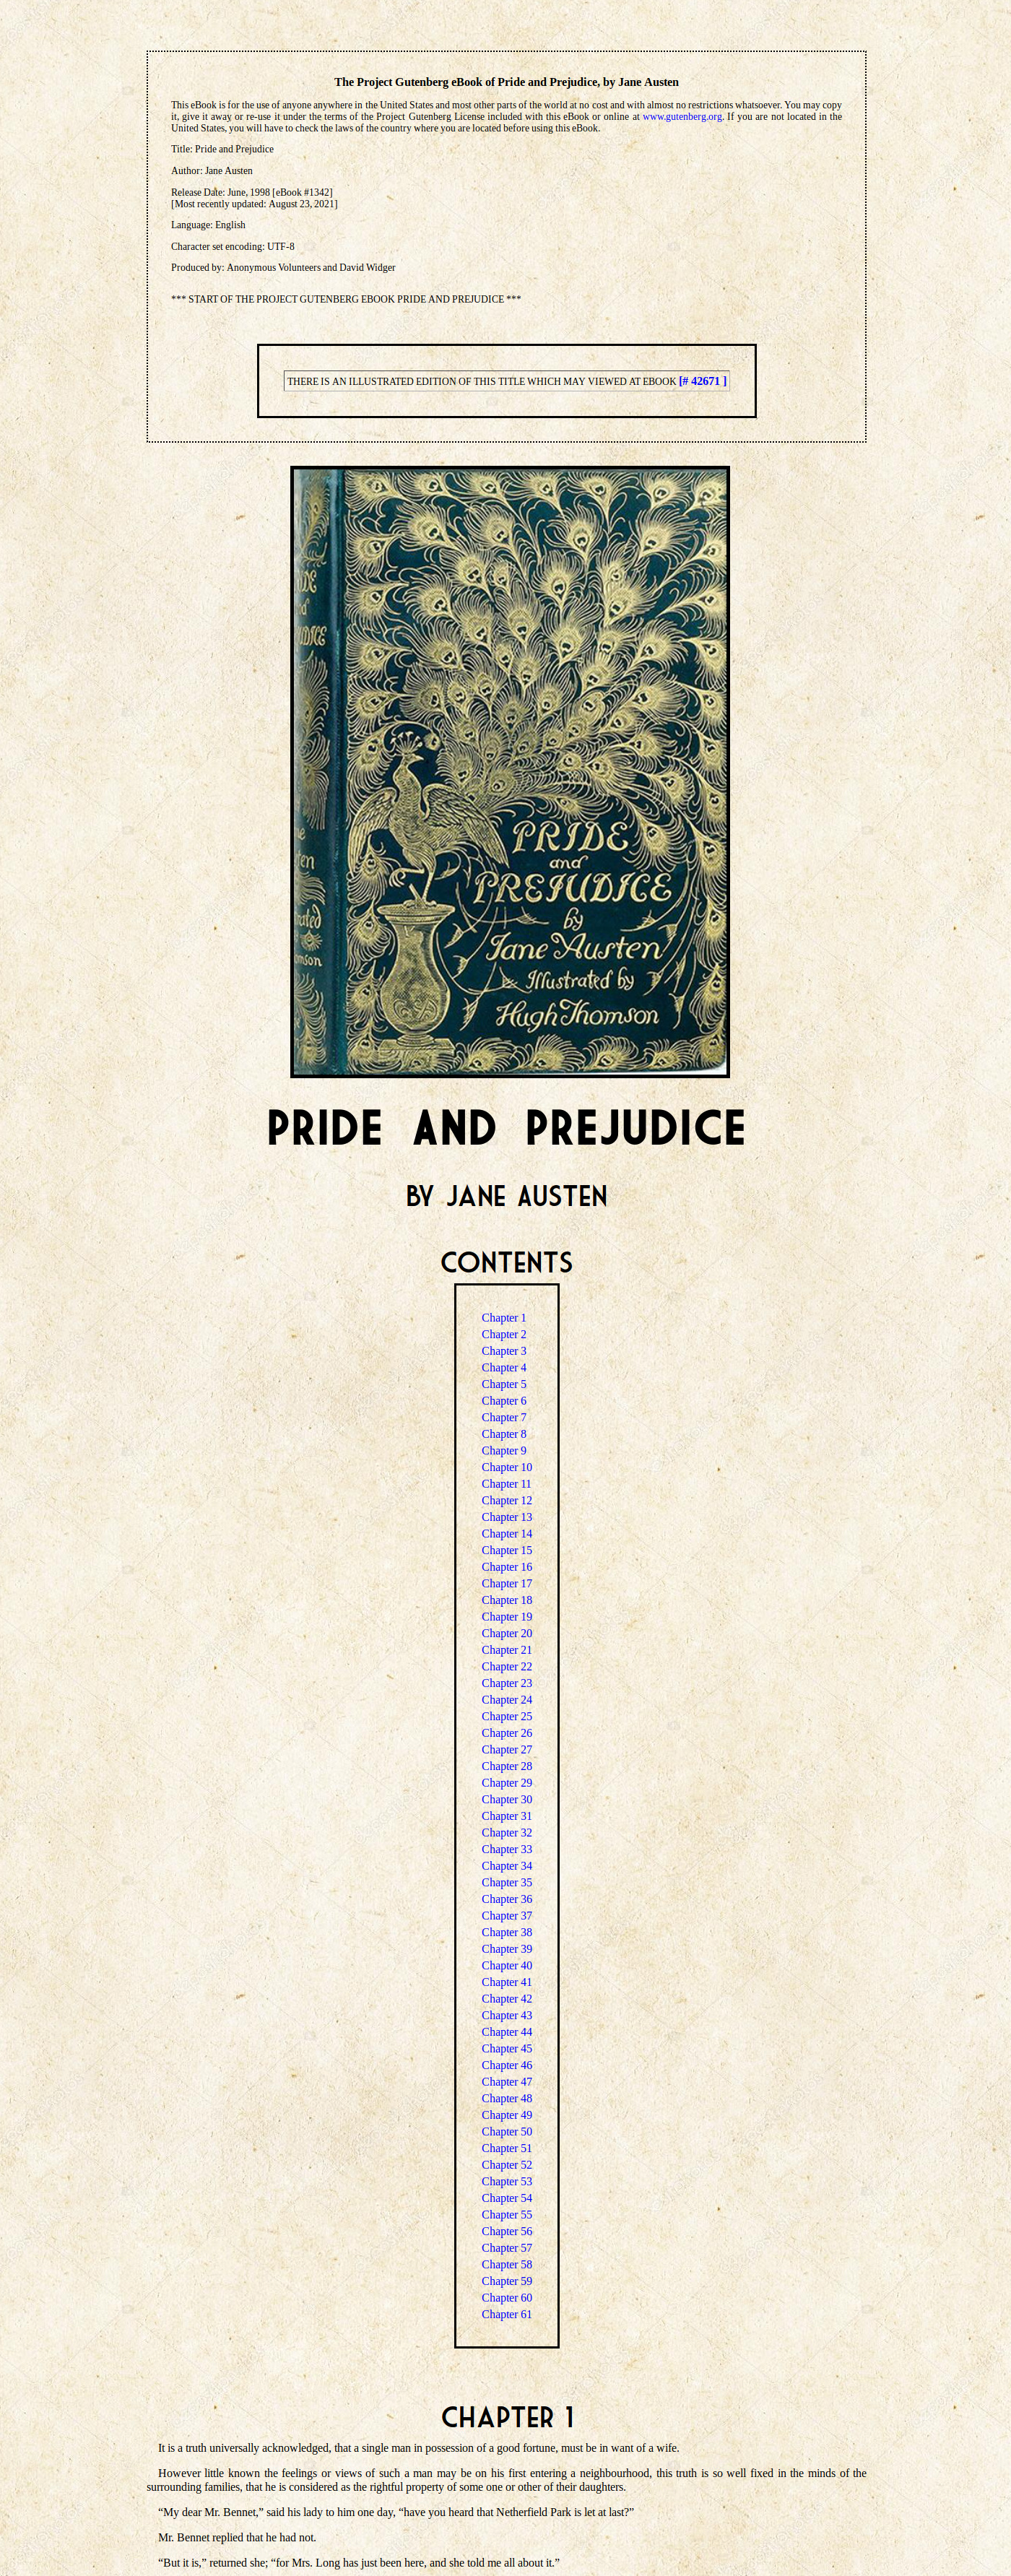 The Project Gutenberg eBook of Pride and Prejudice, by Jane Austen
This eBook is for the use of anyone anywhere in the United States and most other parts of the world at no cost and with almost no restrictions whatsoever. You may copy
it, give it away or re-use it under the terms of the Project Gutenberg License included with this eBook or online at www.gutenberg.org. If you are not located in the
United States, you will have to check the laws of the country where you are located before using this eBook.
Title: Pride and Prejudice
Author: Jane Austen
Release Date: June, 1998 [eBook #1342]
[Most recently updated: August 23, 2021]
Language: English
Character set encoding: UTF-8
Produced by: Anonymous Volunteers and David Widger
*** START OF THE PROJECT GUTENBERG EBOOK PRIDE AND PREJUDICE ***
THERE IS AN ILLUSTRATED EDITION OF THIS TITLE WHICH MAY VIEWED AT EBOOK [# 42671 ]
PRIDE
and
PREJUDICE
by
Jane Austen
Illustrated by
Hugh Thomson
PRIDE AND PREJUDICE
BY JANE AUSTEN
CONTENTS
Chapter 1
Chapter 2
Chapter 3
Chapter 4
Chapter 5
Chapter 6
Chapter 7
Chapter 8
Chapter 9
Chapter 10
Chapter 11
Chapter 12
Chapter 13
Chapter 14
Chapter 15
Chapter 16
Chapter 17
Chapter 18
Chapter 19
Chapter 20
Chapter 21
Chapter 22
Chapter 23
Chapter 24
Chapter 25
Chapter 26
Chapter 27
Chapter 28
Chapter 29
Chapter 30
Chapter 31
Chapter 32
Chapter 33
Chapter 34
Chapter 35
Chapter 36
Chapter 37
Chapter 38
Chapter 39
Chapter 40
Chapter 41
Chapter 42
Chapter 43
Chapter 44
Chapter 45
Chapter 46
Chapter 47
Chapter 48
Chapter 49
Chapter 50
Chapter 51
Chapter 52
Chapter 53
Chapter 54
Chapter 55
Chapter 56
Chapter 57
Chapter 58
Chapter 59
Chapter 60
Chapter 61
CHAPTER 1
It is a truth universally acknowledged, that a single man in possession of a good fortune, must be in want of a wife.
However little known the feelings or views of such a man may be on his first entering a neighbourhood, this truth is so well fixed in the minds of the
surrounding families, that he is considered as the rightful property of some one or other of their daughters.
“My dear Mr. Bennet,” said his lady to him one day, “have you heard that Netherfield Park is let at last?”
Mr. Bennet replied that he had not.
“But it is,” returned she; “for Mrs. Long has just been here, and she told me all about it.”